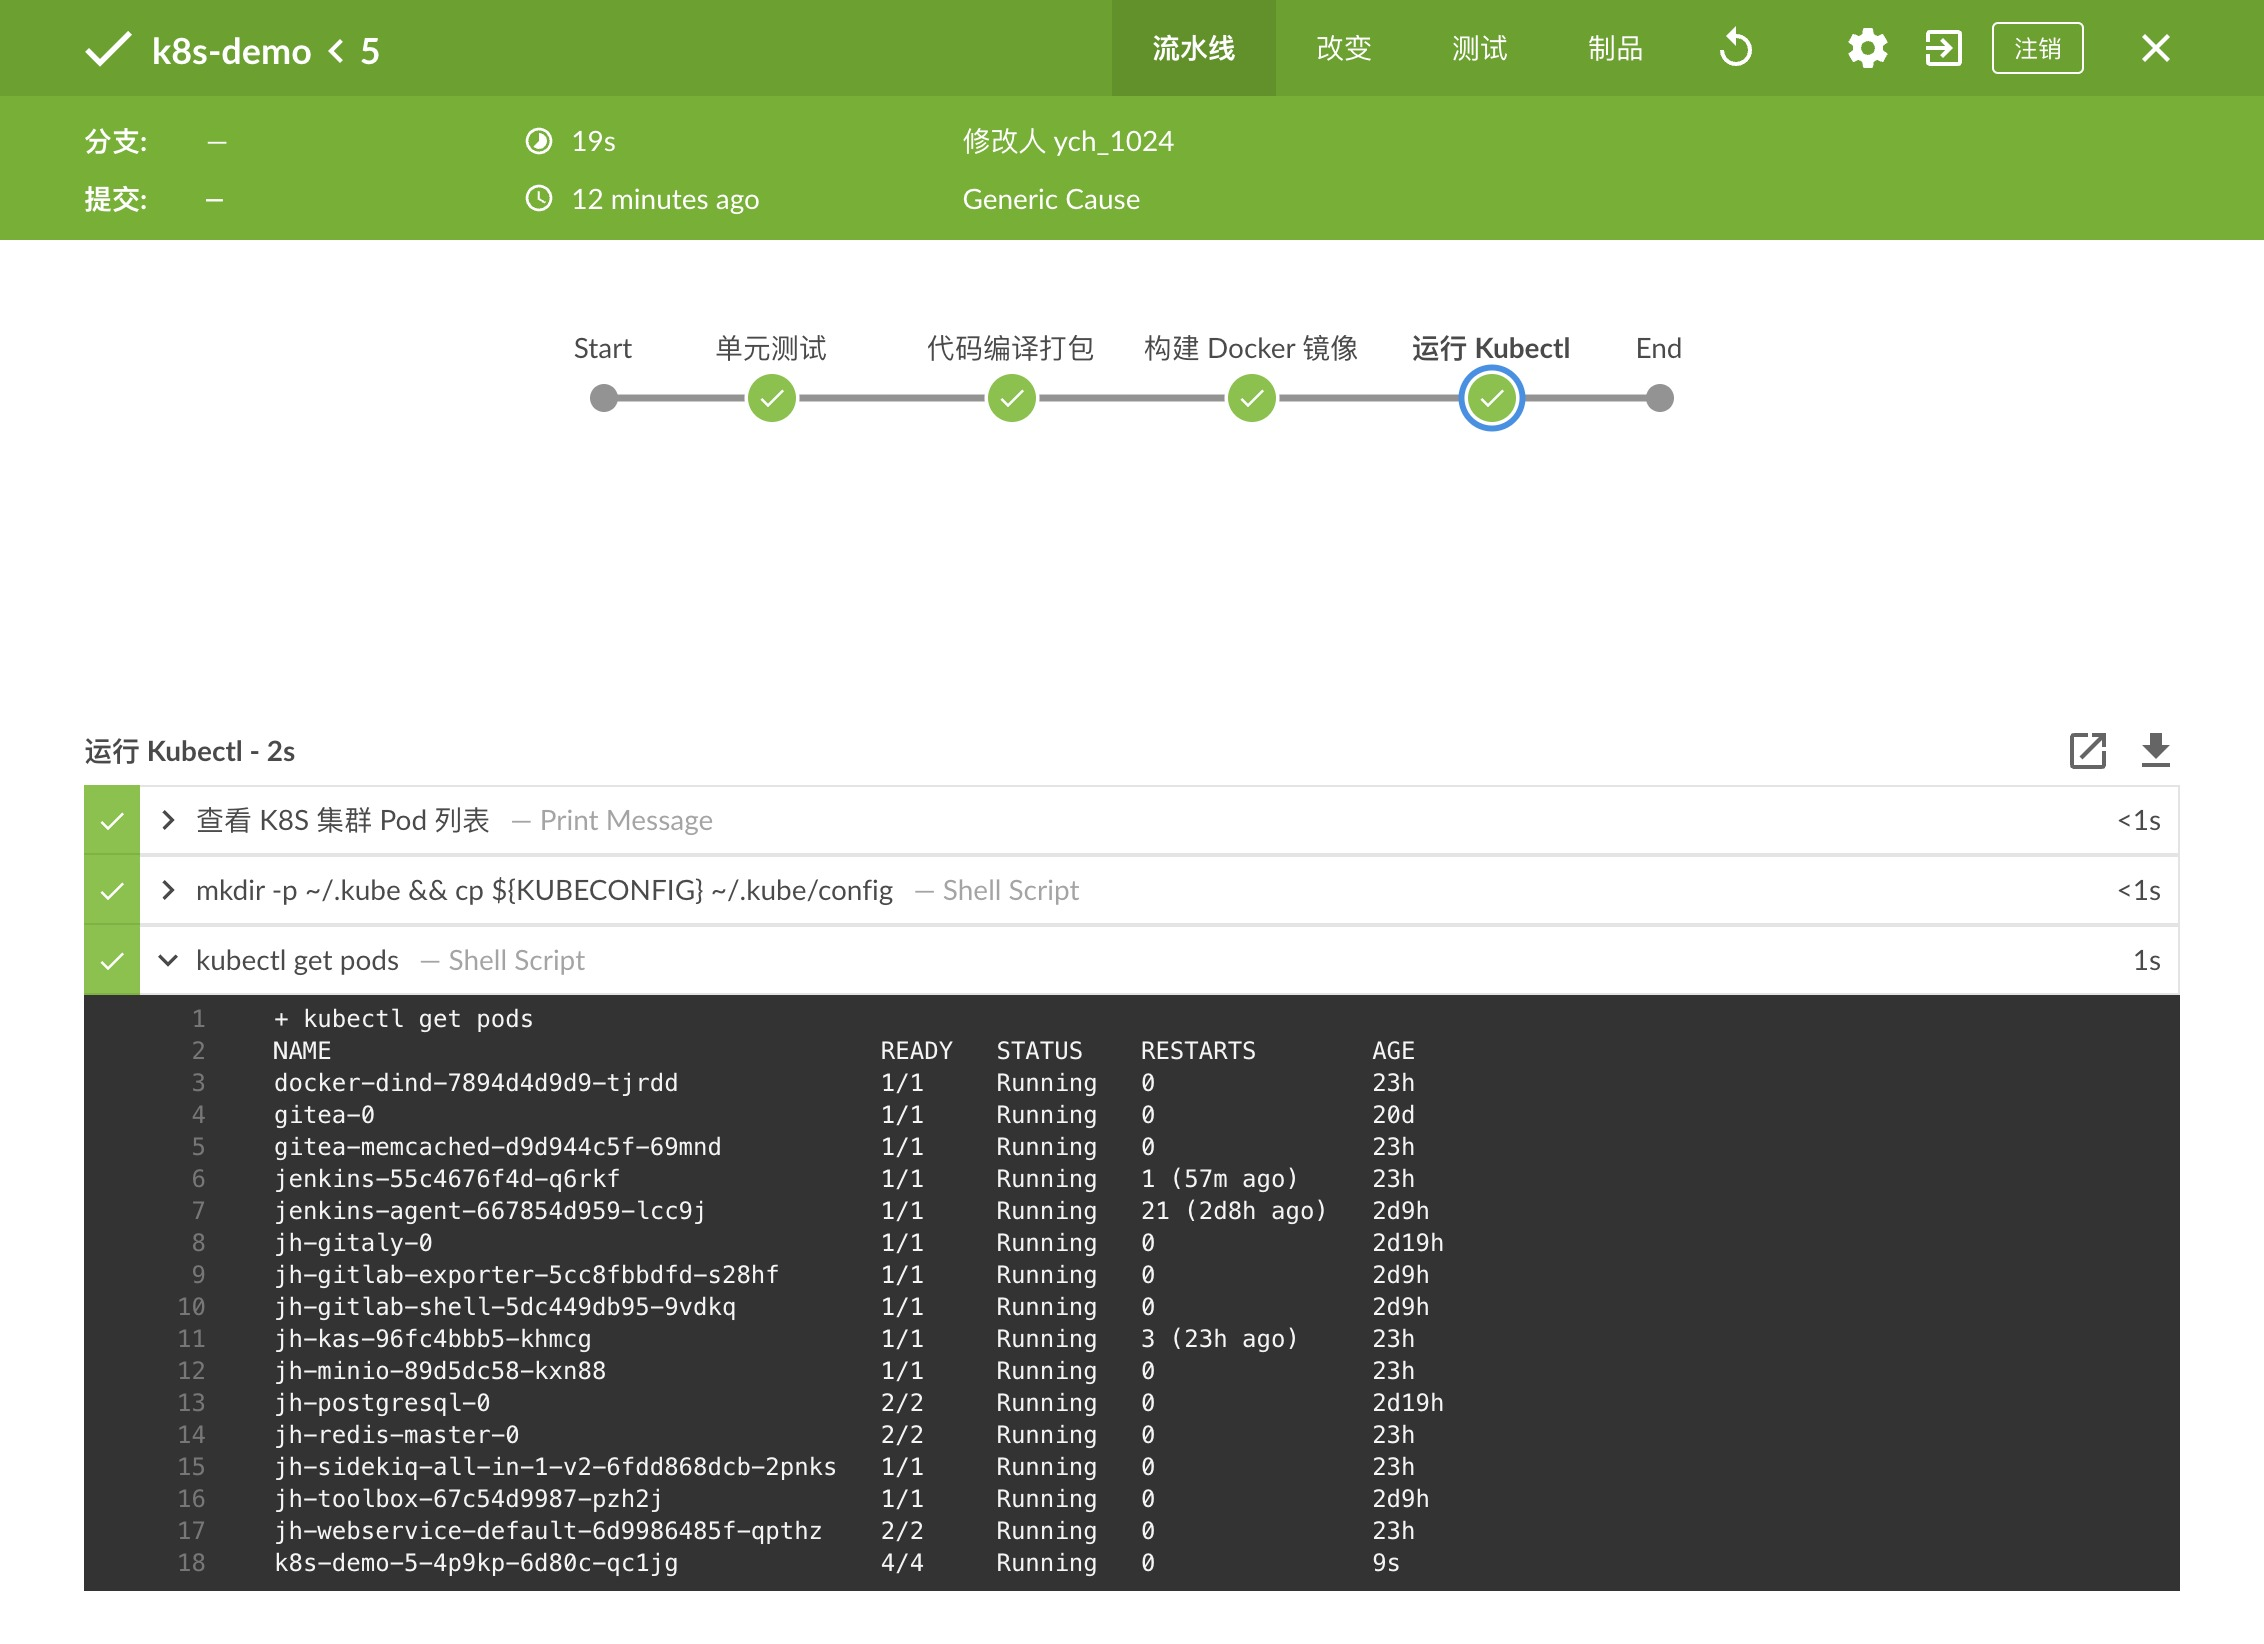 k8s-demo < 5
流水线 改变 测试 制品 注销
分支: — 19s 修改人 ych_1024
提交: — 12 minutes ago Generic Cause
Start 单元测试 代码编译打包 构建 Docker 镜像 运行 Kubectl End
运行 Kubectl - 2s
查看 K8S 集群 Pod 列表 — Print Message <1s
mkdir -p ~/.kube && cp ${KUBECONFIG} ~/.kube/config — Shell Script <1s
kubectl get pods — Shell Script 1s
1 + kubectl get pods
2 NAME READY STATUS RESTARTS AGE
3 docker-dind-7894d4d9d9-tjrdd 1/1 Running 0 23h
4 gitea-0 1/1 Running 0 20d
5 gitea-memcached-d9d944c5f-69mnd 1/1 Running 0 23h
6 jenkins-55c4676f4d-q6rkf 1/1 Running 1 (57m ago) 23h
7 jenkins-agent-667854d959-lcc9j 1/1 Running 21 (2d8h ago) 2d9h
8 jh-gitaly-0 1/1 Running 0 2d19h
9 jh-gitlab-exporter-5cc8fbbdfd-s28hf 1/1 Running 0 2d9h
10 jh-gitlab-shell-5dc449db95-9vdkq 1/1 Running 0 2d9h
11 jh-kas-96fc4bbb5-khmcg 1/1 Running 3 (23h ago) 23h
12 jh-minio-89d5dc58-kxn88 1/1 Running 0 23h
13 jh-postgresql-0 2/2 Running 0 2d19h
14 jh-redis-master-0 2/2 Running 0 23h
15 jh-sidekiq-all-in-1-v2-6fdd868dcb-2pnks 1/1 Running 0 23h
16 jh-toolbox-67c54d9987-pzh2j 1/1 Running 0 2d9h
17 jh-webservice-default-6d9986485f-qpthz 2/2 Running 0 23h
18 k8s-demo-5-4p9kp-6d80c-qc1jg 4/4 Running 0 9s